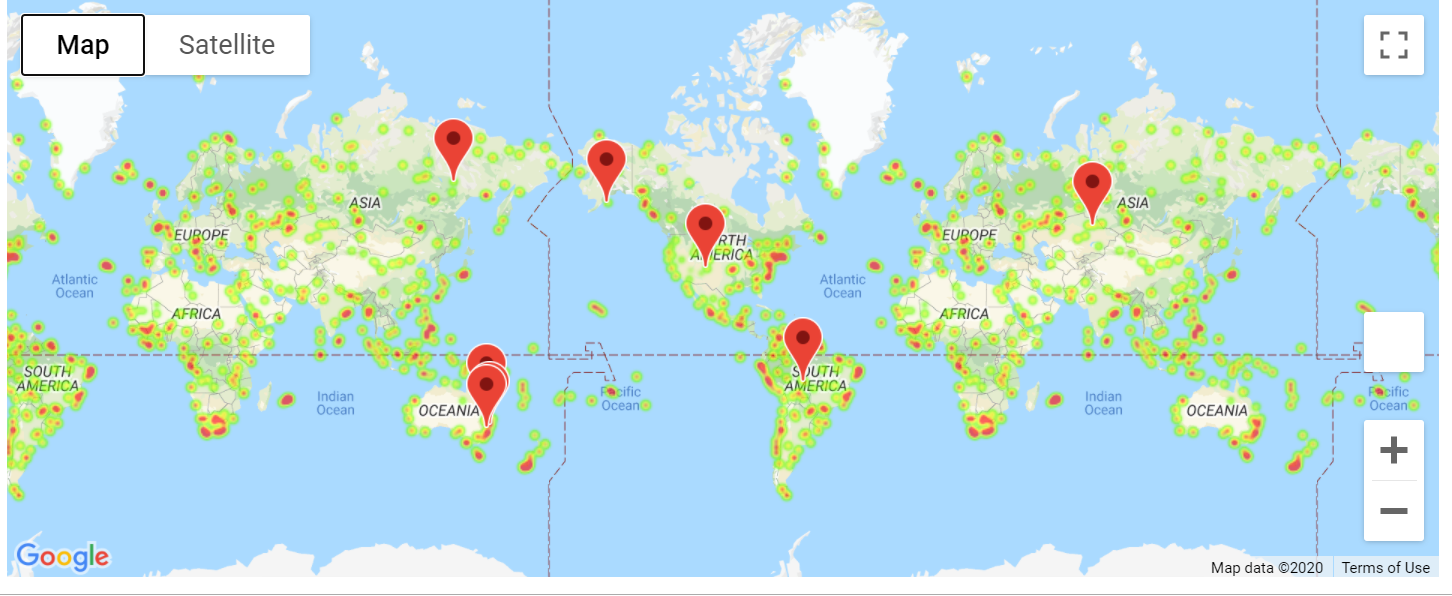 Map
Satellite
ASIA
EUROPE
Atlantic
Ocean
AFRICA
SOUTH
AMERICA
Indian
Ocean
OCEANIA
Pacific
Ocean
RTH
AMERICA
SOUTH
AMERICA
Atlantic
Ocean
EUROPE
ASIA
AFRICA
Indian
Ocean
OCEANIA
Pacific
Ocean
Google
Map data ©2020
Terms of Use